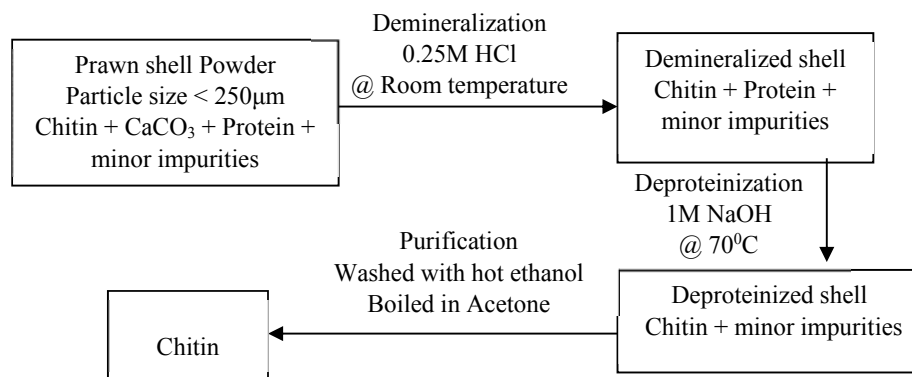 Prawn shell Powder
Particle size < 250μm
Chitin + CaCO₃ + Protein +
minor impurities
Demineralization
0.25M HCl
@ Room temperature
Demineralized shell
Chitin + Protein +
minor impurities
Deproteinization
1M NaOH
@ 70⁰C
Deproteinized shell
Chitin + minor impurities
Purification
Washed with hot ethanol
Boiled in Acetone
Chitin